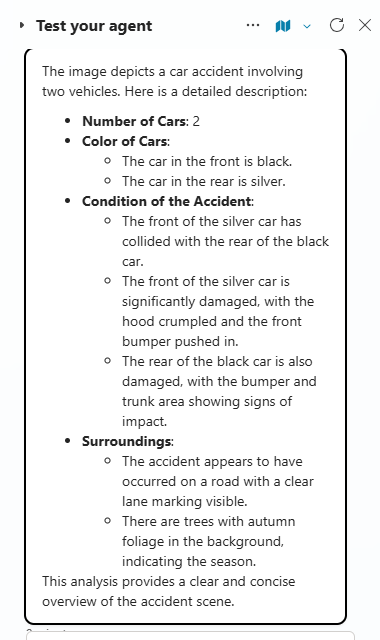 Test your agent
The image depicts a car accident involving
two vehicles. Here is a detailed description:
• Number of Cars: 2
• Color of Cars:
○ The car in the front is black.
○ The car in the rear is silver.
• Condition of the Accident:
○ The front of the silver car has
collided with the rear of the black
car.
○ The front of the silver car is
significantly damaged, with the
hood crumpled and the front
bumper pushed in.
○ The rear of the black car is also
damaged, with the bumper and
trunk area showing signs of
impact.
• Surroundings:
○ The accident appears to have
occurred on a road with a clear
lane marking visible.
○ There are trees with autumn
foliage in the background,
indicating the season.
This analysis provides a clear and concise
overview of the accident scene.